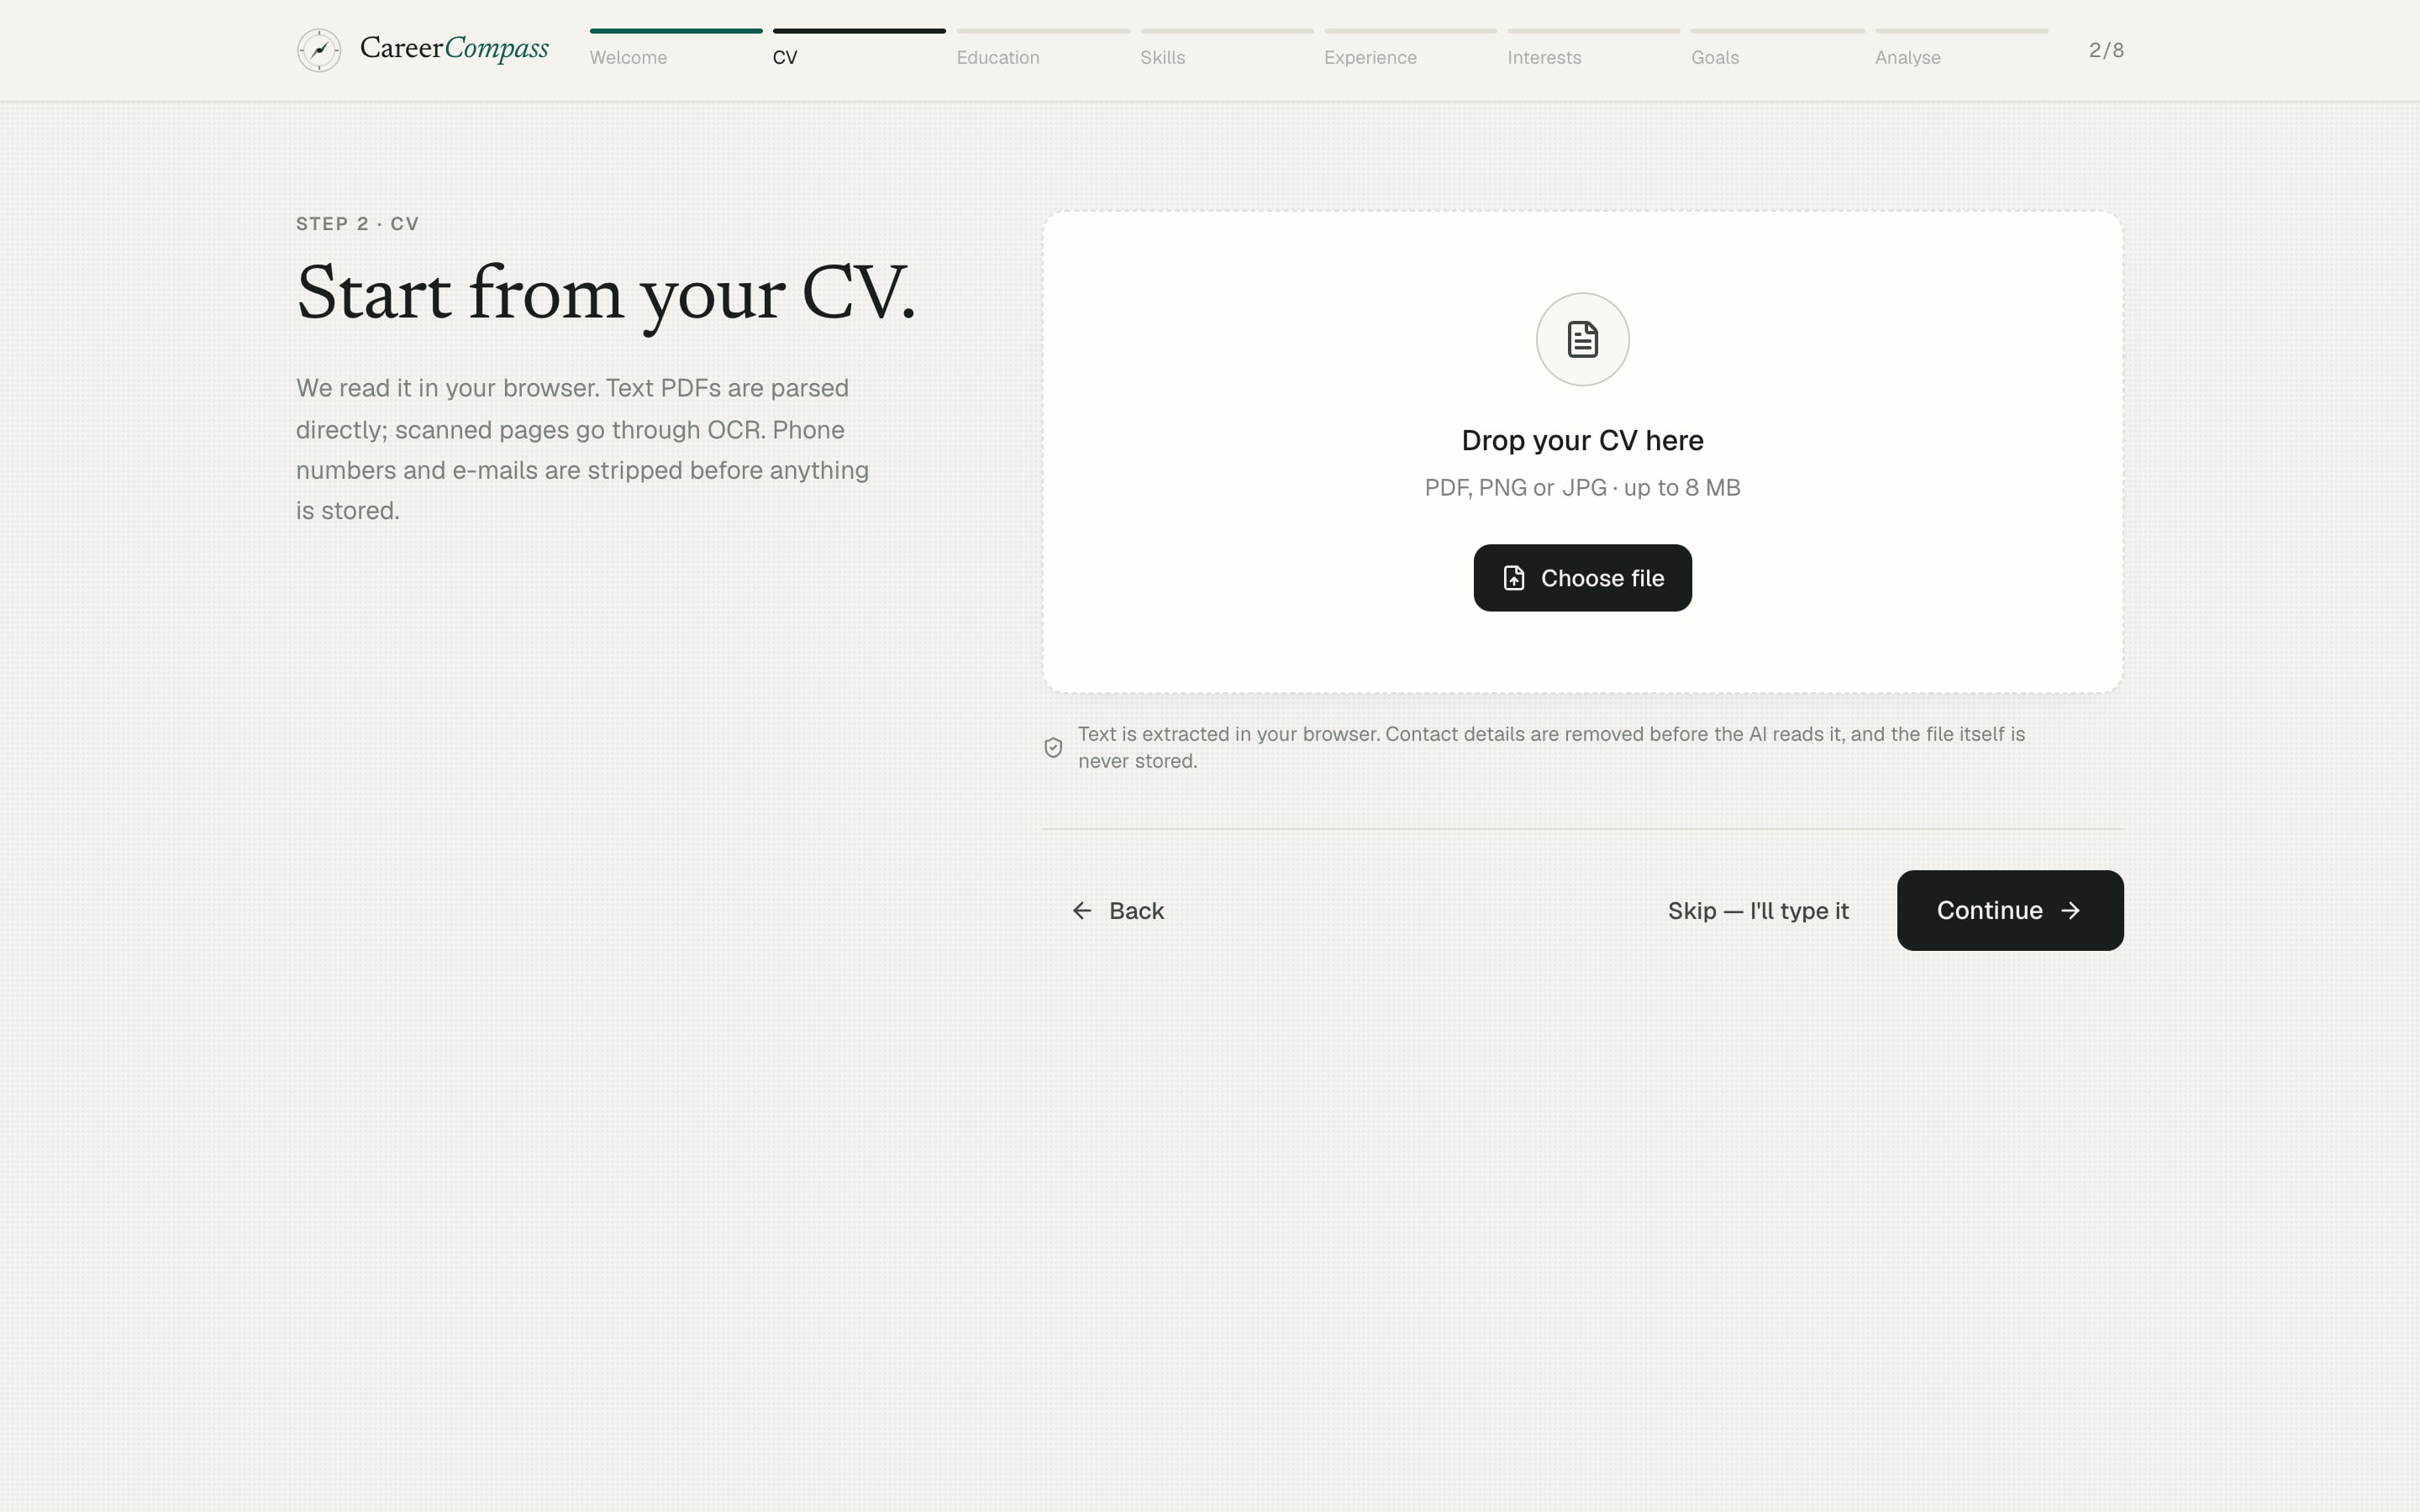 CareerCompass
Welcome
CV
Education
Skills
Experience
Interests
Goals
Analyse
2/8
STEP 2 · CV
Start from your CV.
We read it in your browser. Text PDFs are parsed
directly; scanned pages go through OCR. Phone
numbers and e-mails are stripped before anything
is stored.
Drop your CV here
PDF, PNG or JPG · up to 8 MB
Choose file
Text is extracted in your browser. Contact details are removed before the AI reads it, and the file itself is
never stored.
Back
Skip — I'll type it
Continue